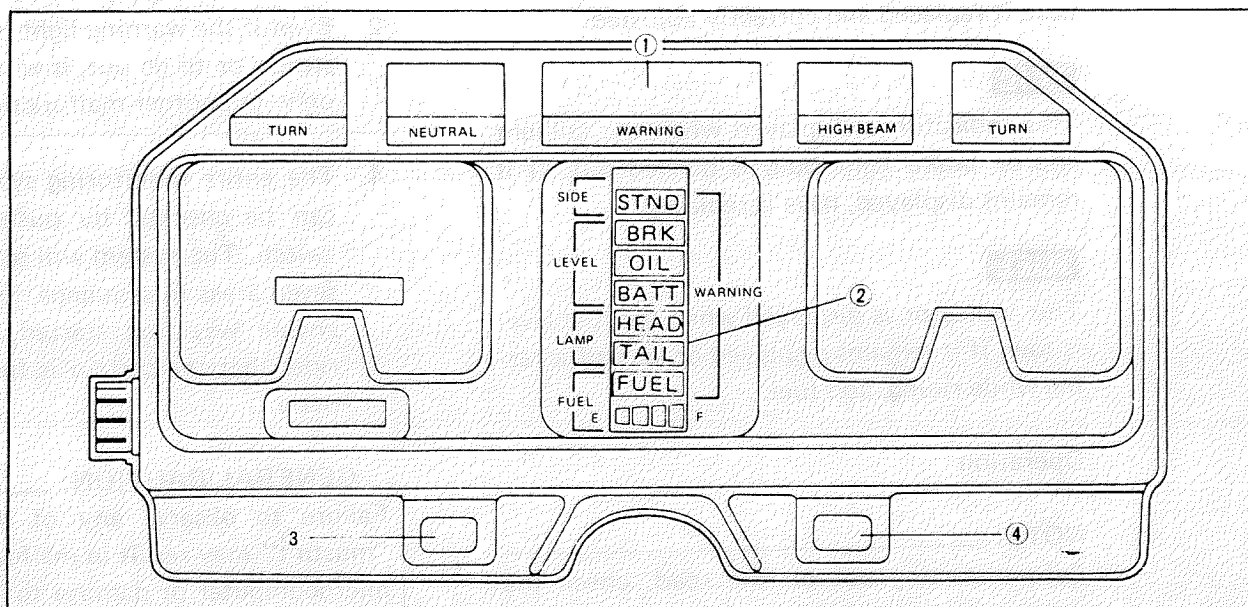 ①
TURN
NEUTRAL
WARNING
HIGH BEAM
TURN
SIDE
STND
BRK
LEVEL
OIL
BATT
WARNING
②
HEAD
LAMP
TAIL
FUEL
FUEL
E
F
3
④